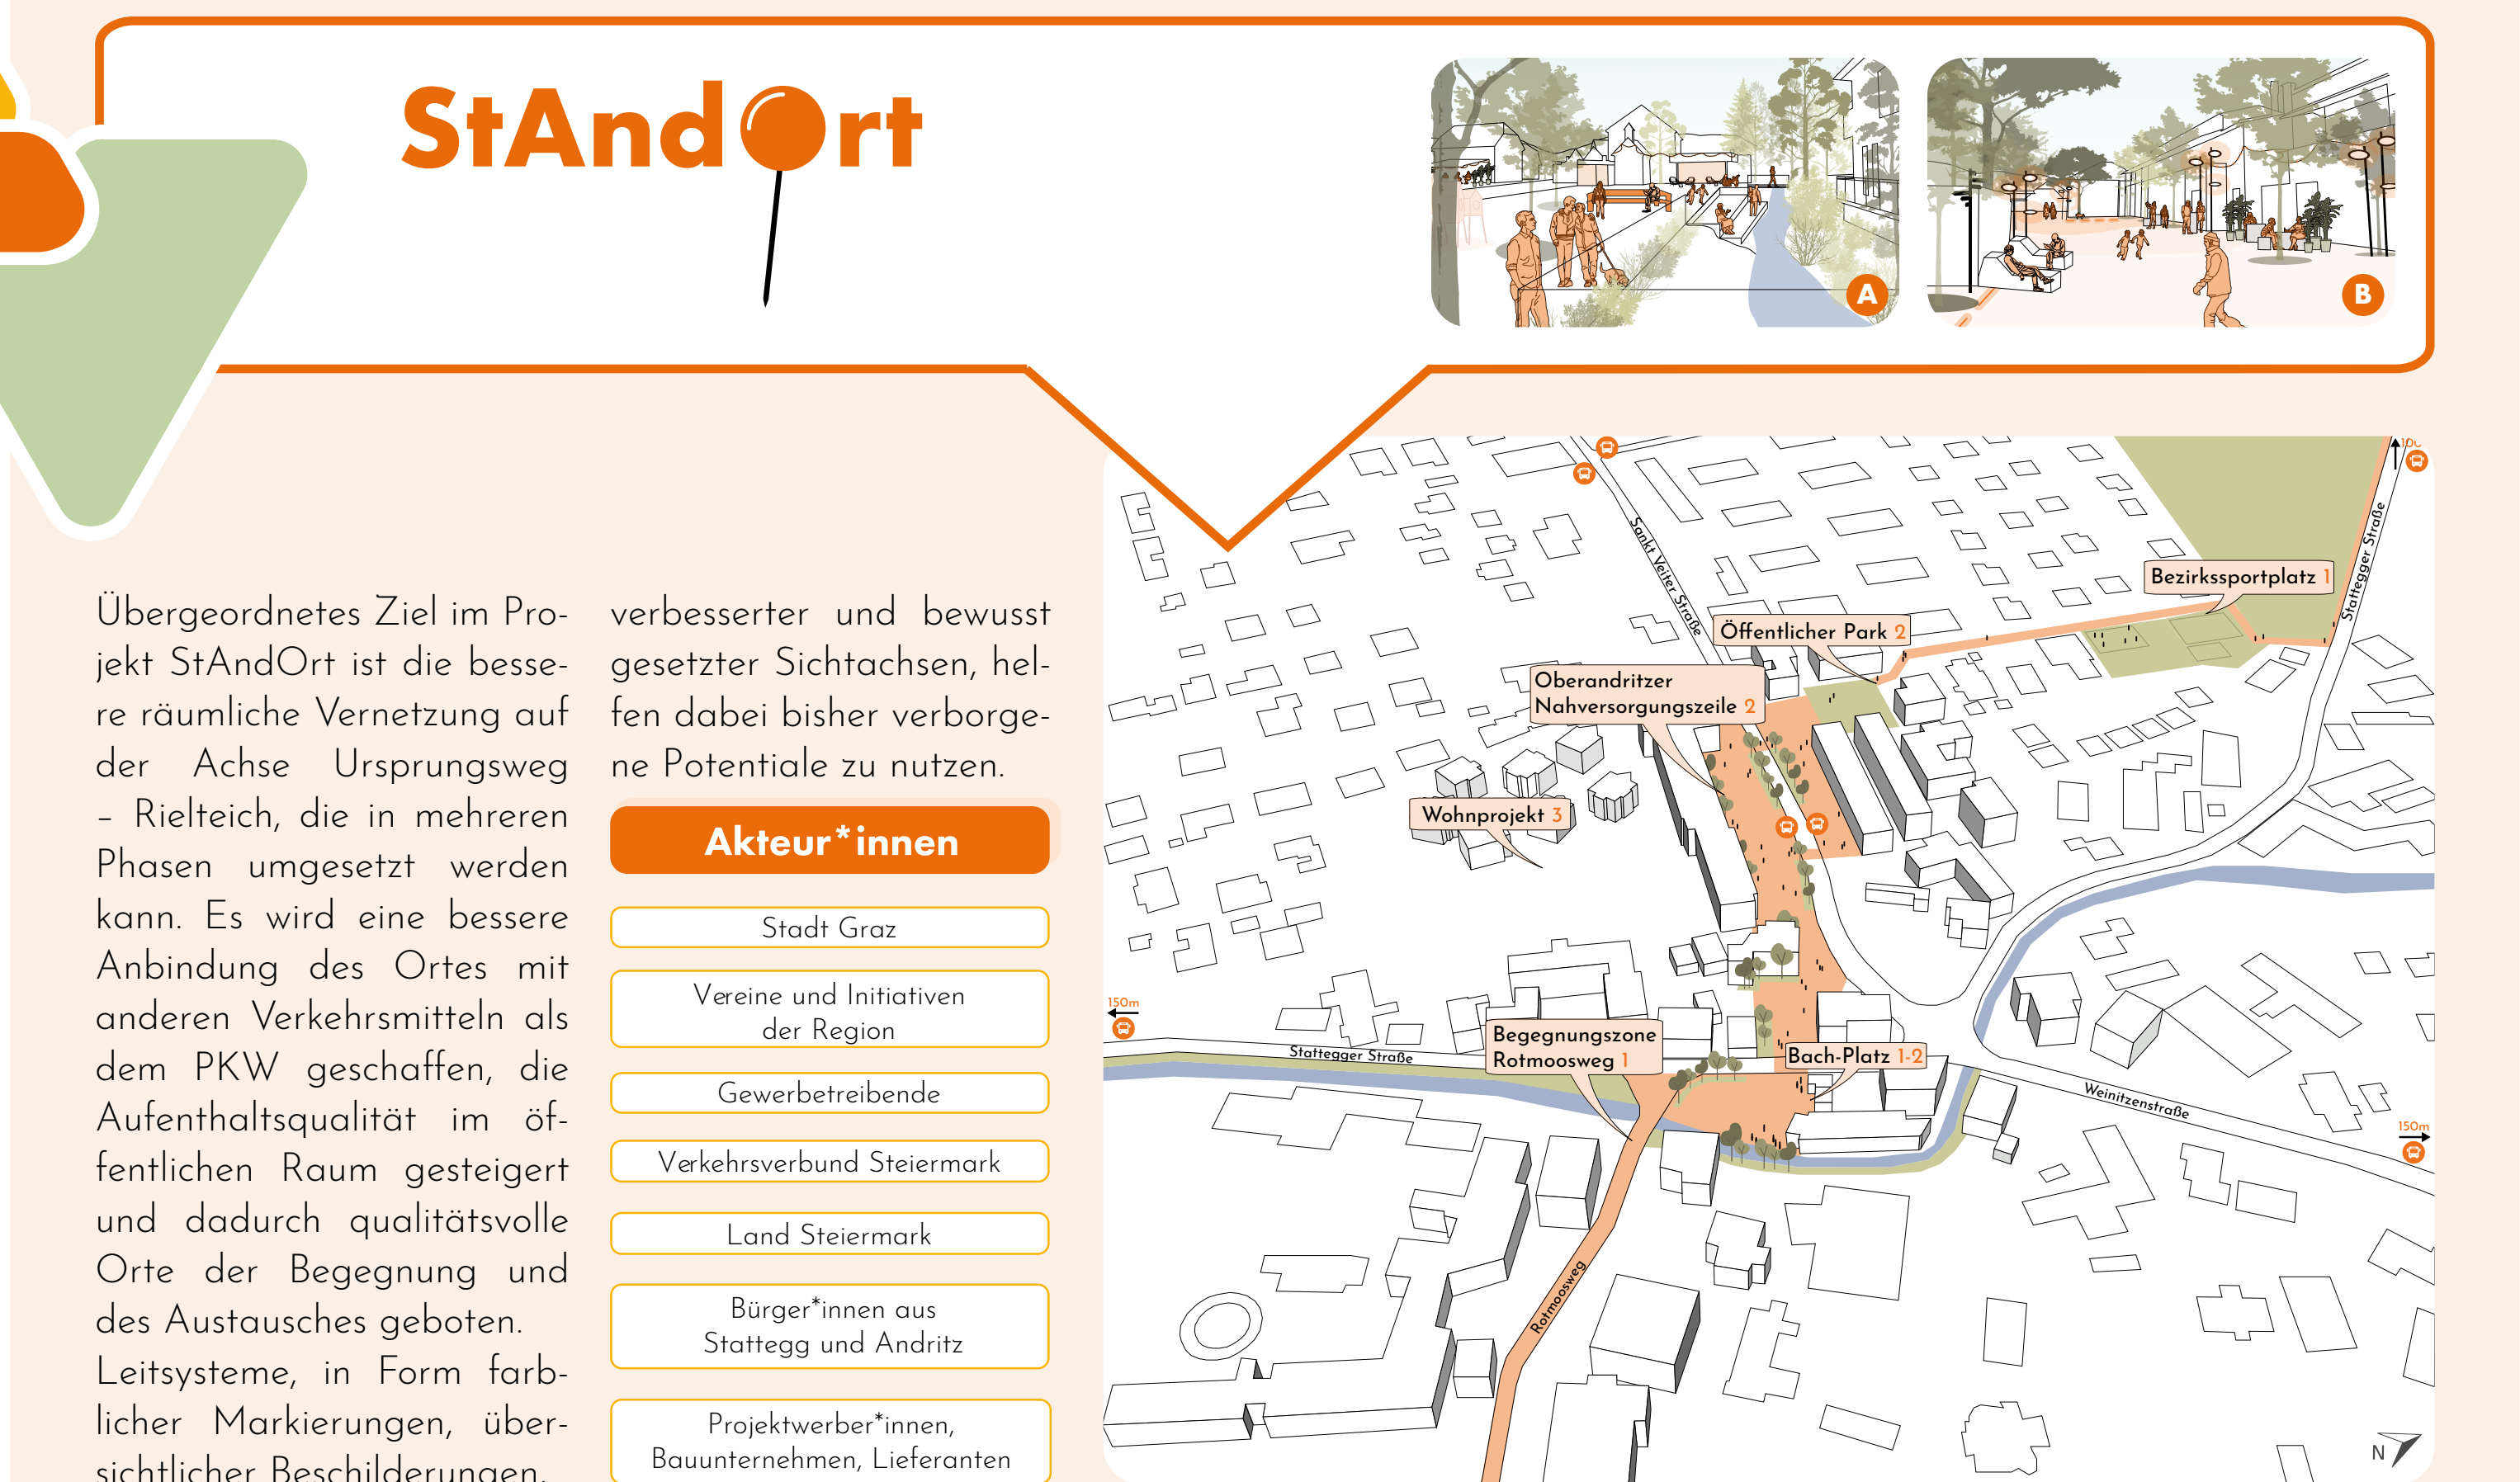 StAndOrt
A
B
Übergeordnetes Ziel im Pro-
jekt StAndOrt ist die besse-
re räumliche Vernetzung auf
der Achse Ursprungsweg
– Rielteich, die in mehreren
Phasen umgesetzt werden
kann. Es wird eine bessere
Anbindung des Ortes mit
anderen Verkehrsmitteln als
dem PKW geschaffen, die
Aufenthaltsqualität im öf-
fentlichen Raum gesteigert
und dadurch qualitätsvolle
Orte der Begegnung und
des Austausches geboten.
Leitsysteme, in Form farb-
licher Markierungen, über-
sichtlicher Beschilderungen,
verbesserter und bewusst
gesetzter Sichtachsen, hel-
fen dabei bisher verborge-
ne Potentiale zu nutzen.
Akteur*innen
Stadt Graz
Vereine und Initiativen
der Region
Gewerbetreibende
Verkehrsverbund Steiermark
Land Steiermark
Bürger*innen aus
Stattegg und Andritz
Projektwerber*innen,
Bauunternehmen, Lieferanten
Sankt Veiter Straße
Stattegger Straße
Bezirkssportplatz 1
Öffentlicher Park 2
Oberandritzer
Nahversorgungszeile 2
Wohnprojekt 3
150m
Stattegger Straße
Begegnungszone
Rotmoosweg 1
Bach-Platz 1-2
Weinitzenstraße
150m
Rotmoosweg
N